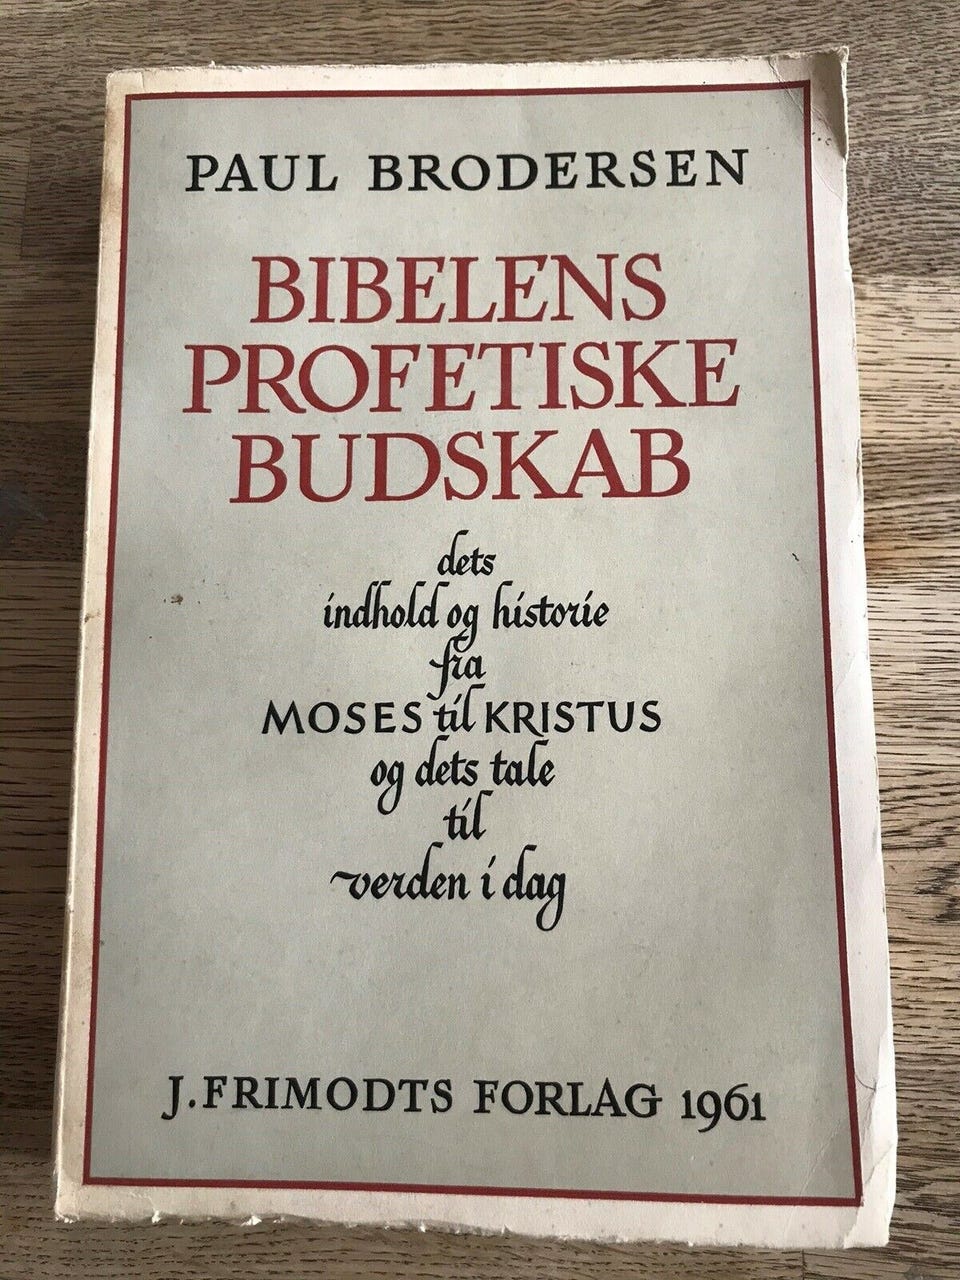 PAUL BRODERSEN
BIBELENS
PROFETISKE
BUDSKAB
dets
indhold og historie
fra
MOSES til KRISTUS
og dets tale
til
verden i dag
J. FRIMODTS FORLAG 1961